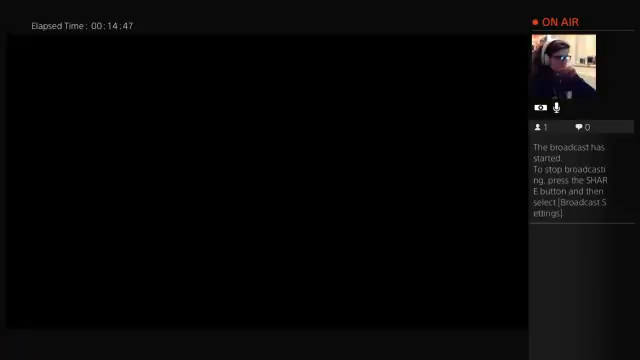 Elapsed Time : 00:14:47
ON AIR
1
0
The broadcast has
started.
To stop broadcasti
ng, press the SHAR
E button and then
select [Broadcast S
ettings].